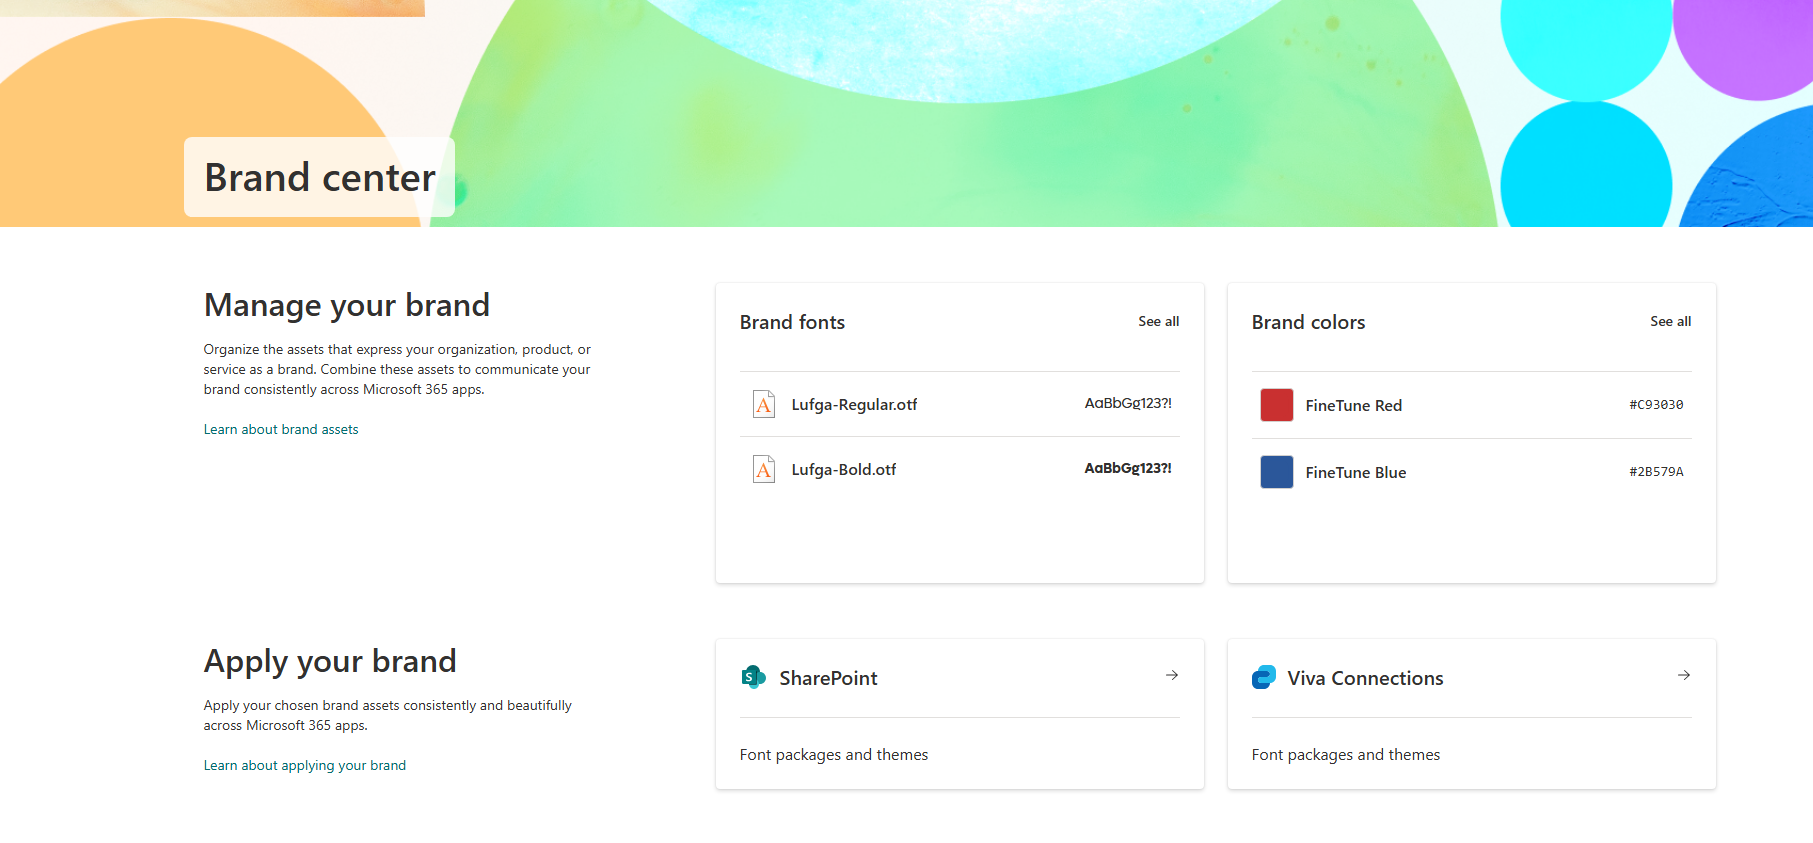 Brand center
Manage your brand
Organize the assets that express your organization, product, or
service as a brand. Combine these assets to communicate your
brand consistently across Microsoft 365 apps.
Learn about brand assets
Brand fonts
See all
A Lufga-Regular.otf
AaBbGg123?!
A Lufga-Bold.otf
AaBbGg123?!
Brand colors
See all
FineTune Red
#C93030
FineTune Blue
#2B579A
Apply your brand
Apply your chosen brand assets consistently and beautifully
across Microsoft 365 apps.
Learn about applying your brand
S SharePoint
Font packages and themes
Viva Connections
Font packages and themes